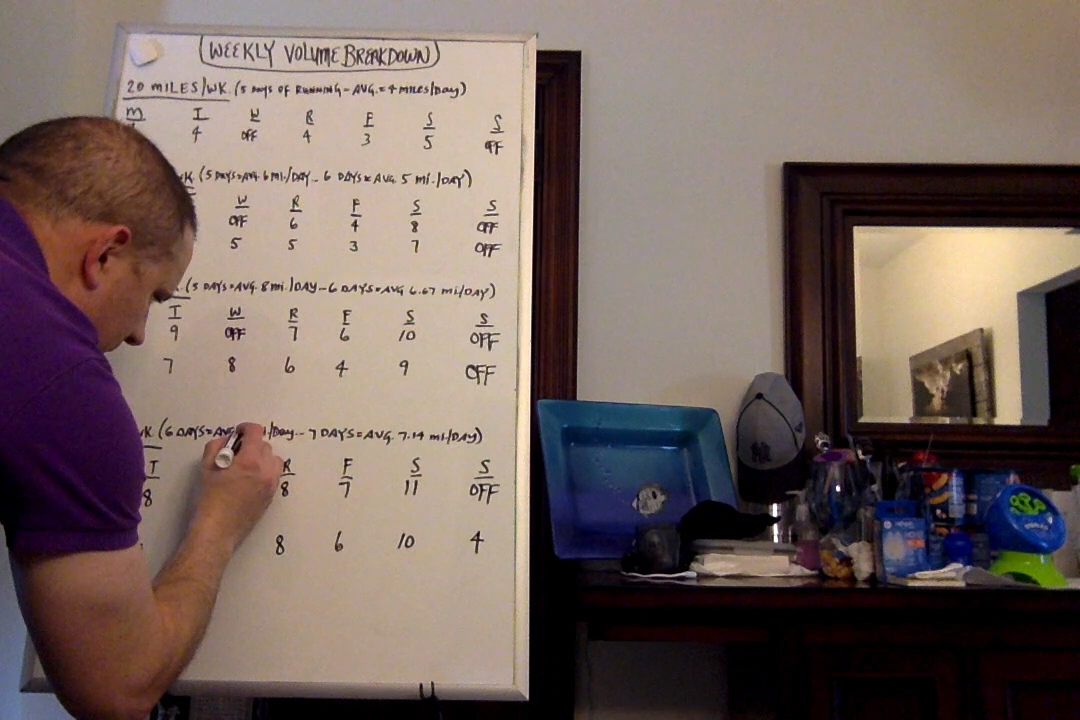 WEEKLY VOLUME BREAKDOWN
20 MILES/WK. (5 DAYS OF RUNNING - AVG. = 4 MILES/DAY)
M T W R F S S
4 OFF 4 3 5 OFF
WK. (5 DAYS=AVG. 6 MI./DAY - 6 DAYS = AVG. 5 MI./DAY)
W R F S S
OFF 6 4 8 OFF
5 5 3 7 OFF
(5 DAYS=AVG. 8 MI./DAY - 6 DAYS=AVG. 6.67 MI/DAY)
T W R F S S
9 OFF 7 6 10 OFF
7 8 6 4 9 OFF
WK. (6 DAYS=AVG /DAY - 7 DAYS=AVG. 7.14 MI/DAY)
T R F S S
8 8 7 11 OFF
8 6 10 4